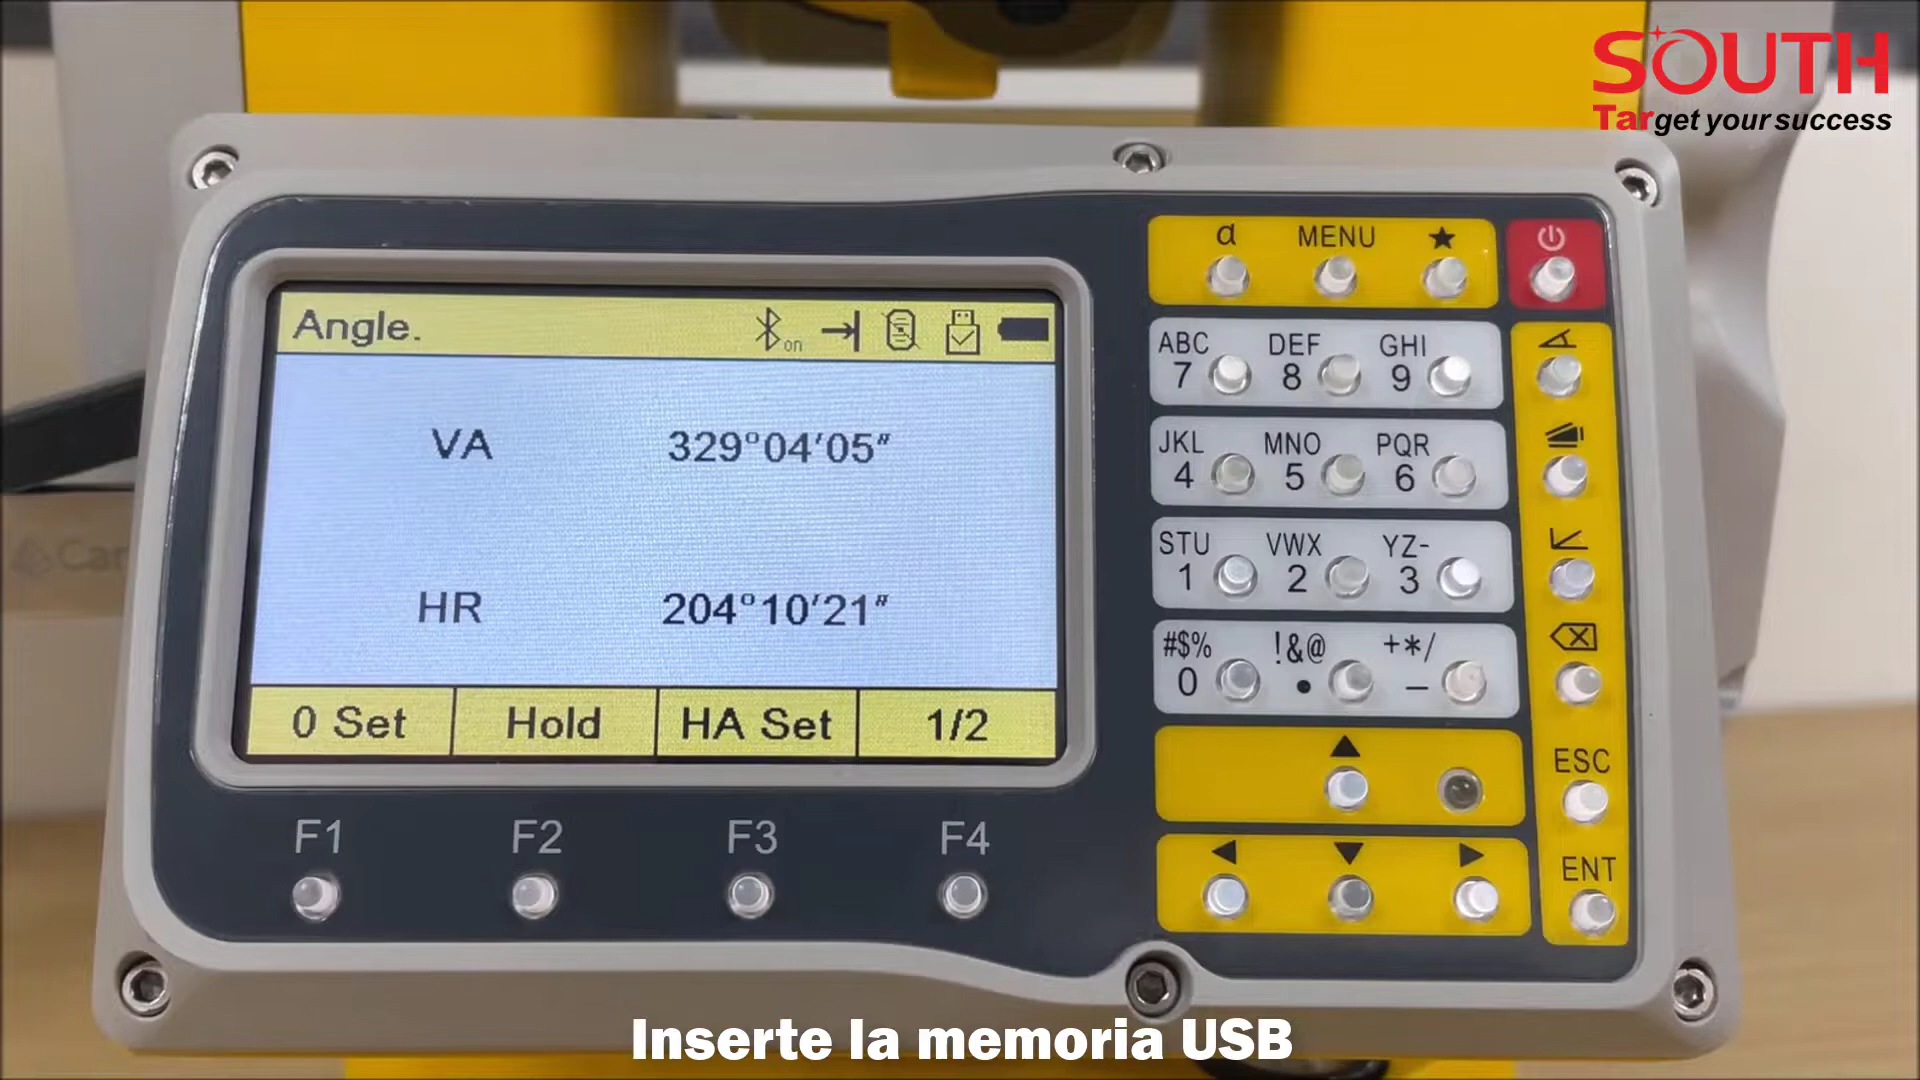 SOUTH
Target your success
Angle.
on
VA 329°04′05″
HR 204°10′21″
0 Set Hold HA Set 1/2
F1 F2 F3 F4
α MENU
ABC DEF GHI
7 8 9
JKL MNO PQR
4 5 6
STU VWX YZ-
1 2 3
#$% !&@ +*/
0 • –
ESC
ENT
Inserte la memoria USB